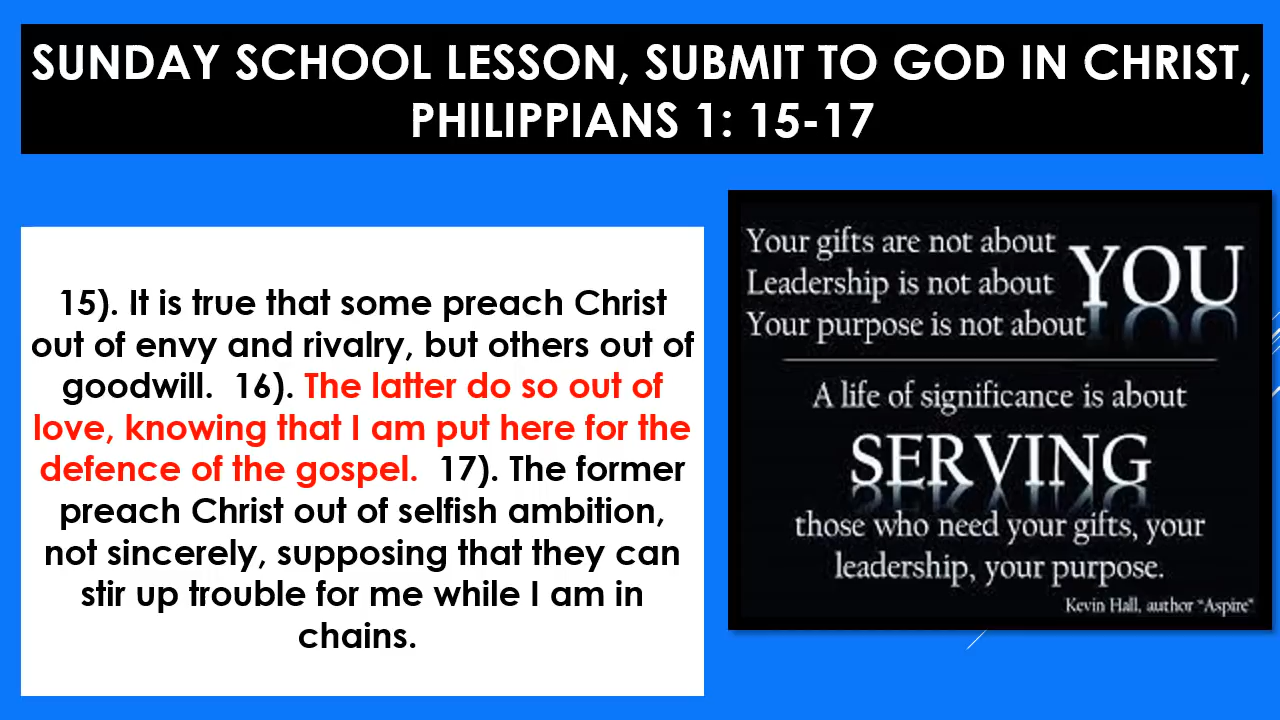 SUNDAY SCHOOL LESSON, SUBMIT TO GOD IN CHRIST,
PHILIPPIANS 1: 15-17
15). It is true that some preach Christ
out of envy and rivalry, but others out of
goodwill.  16). The latter do so out of
love, knowing that I am put here for the
defence of the gospel.  17). The former
preach Christ out of selfish ambition,
not sincerely, supposing that they can
stir up trouble for me while I am in
chains.
Your gifts are not about
Leadership is not about
Your purpose is not about
YOU
A life of significance is about
SERVING
those who need your gifts, your
leadership, your purpose.
Kevin Hall, author "Aspire"